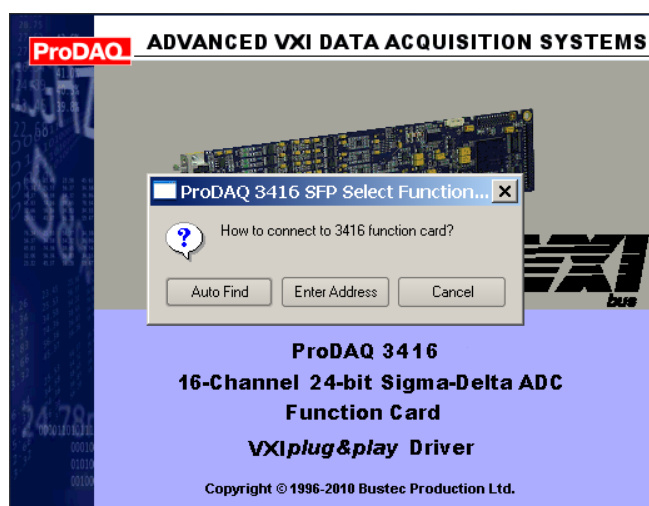 ProDAQ
ADVANCED VXI DATA ACQUISITION SYSTEMS
ProDAQ 3416 SFP Select Function...
How to connect to 3416 function card?
Auto Find
Enter Address
Cancel
VXI
bus
ProDAQ 3416
16-Channel 24-bit Sigma-Delta ADC
Function Card
VXIplug&play Driver
Copyright © 1996-2010 Bustec Production Ltd.